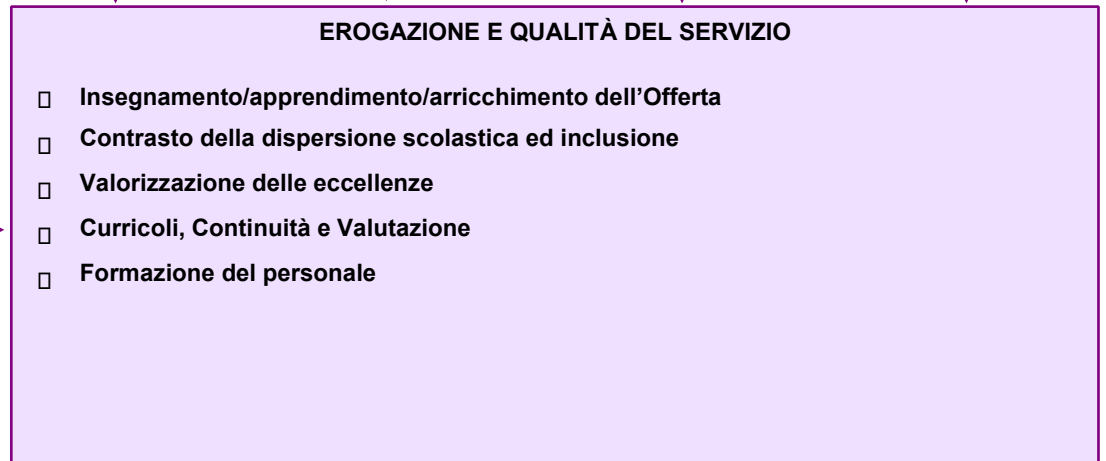 EROGAZIONE E QUALITÀ DEL SERVIZIO
Insegnamento/apprendimento/arricchimento dell’Offerta
Contrasto della dispersione scolastica ed inclusione
Valorizzazione delle eccellenze
Curricoli, Continuità e Valutazione
Formazione del personale